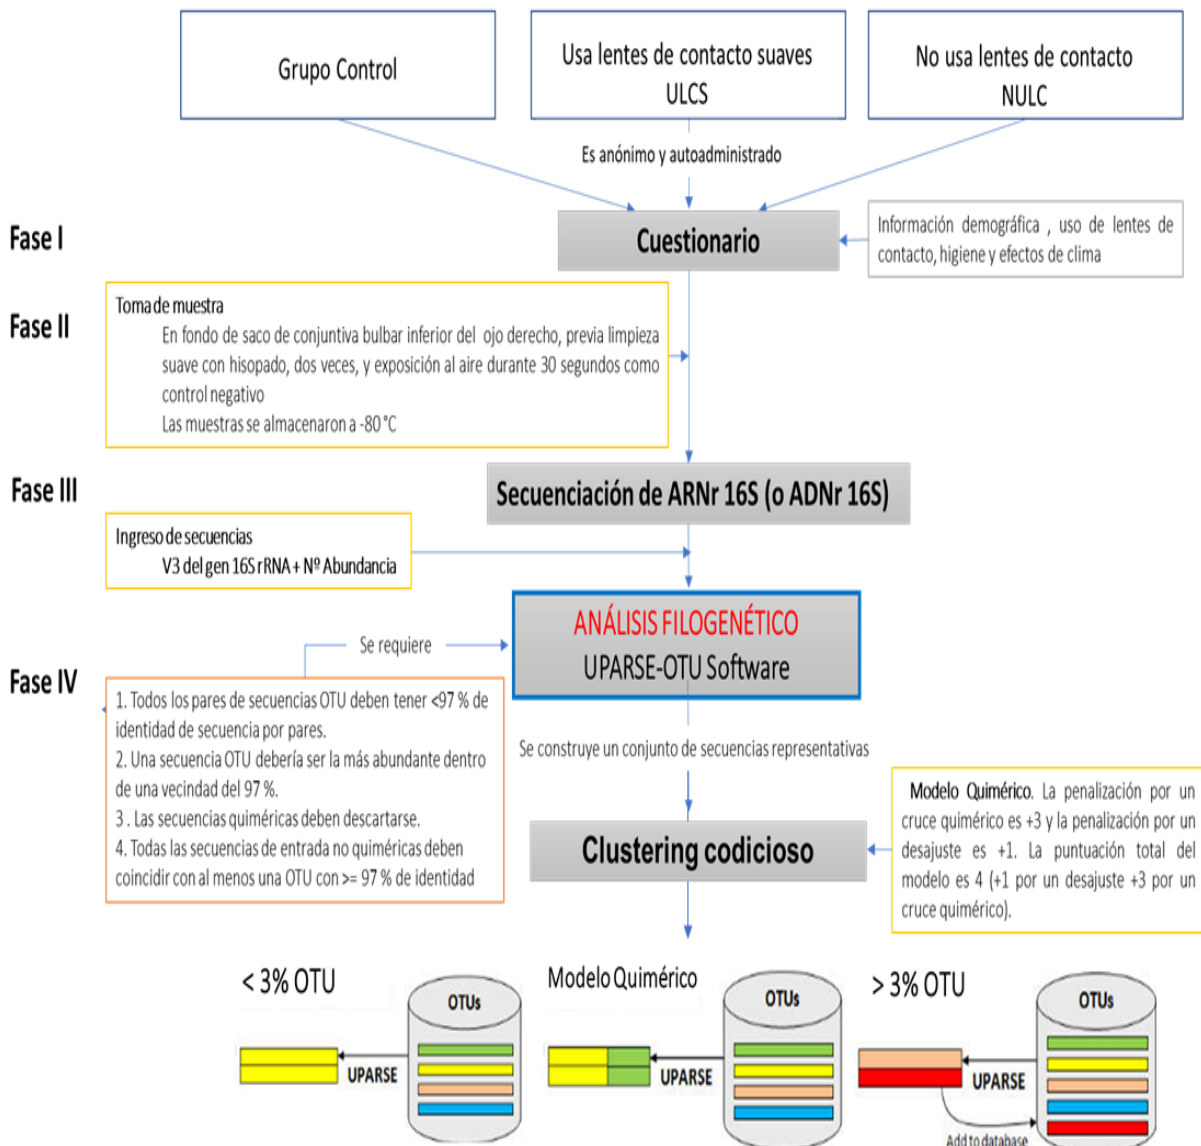 Grupo Control
Usa lentes de contacto suaves
ULCS
No usa lentes de contacto
NULC
Es anónimo y autoadministrado
Fase I
Cuestionario
Información demográfica , uso de lentes de
contacto, higiene y efectos de clima
Fase II
Toma de muestra
En fondo de saco de conjuntiva bulbar inferior del ojo derecho, previa limpieza
suave con hisopado, dos veces, y exposición al aire durante 30 segundos como
control negativo
Las muestras se almacenaron a -80 °C
Fase III
Secuenciación de ARNr 16S (o ADNr 16S)
Ingreso de secuencias
V3 del gen 16S rRNA + Nº Abundancia
ANÁLISIS FILOGENÉTICO
UPARSE-OTU Software
Se requiere
Fase IV
1. Todos los pares de secuencias OTU deben tener <97 % de
identidad de secuencia por pares.
2. Una secuencia OTU debería ser la más abundante dentro
de una vecindad del 97 %.
3 . Las secuencias quiméricas deben descartarse.
4. Todas las secuencias de entrada no quiméricas deben
coincidir con al menos una OTU con >= 97 % de identidad
Se construye un conjunto de secuencias representativas
Clustering codicioso
Modelo Quimérico. La penalización por un
cruce quimérico es +3 y la penalización por un
desajuste es +1. La puntuación total del
modelo es 4 (+1 por un desajuste +3 por un
cruce quimérico).
< 3% OTU
OTUs
UPARSE
Modelo Quimérico
OTUs
UPARSE
> 3% OTU
OTUs
UPARSE
Add to database